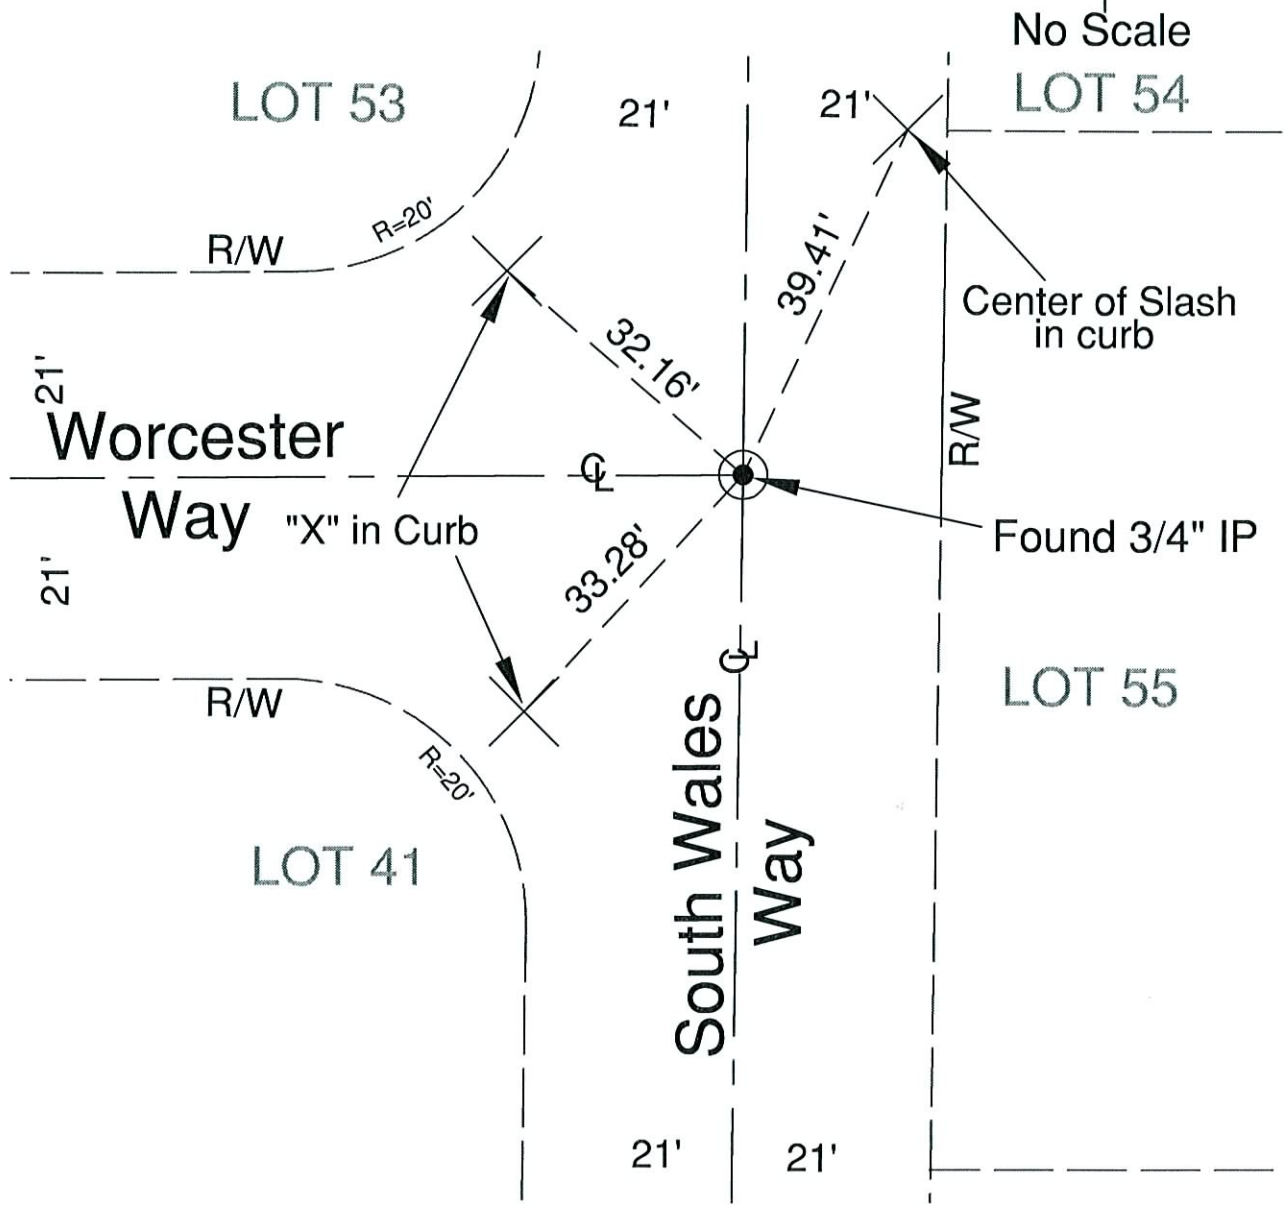 No Scale
LOT 53
21'
21'
LOT 54
R=20'
R/W
39.41'
Center of Slash
in curb
32.16'
21'
Worcester
Way
R/W
℄
"X" in Curb
Found 3/4" IP
33.28'
21'
℄
R/W
LOT 55
R=20'
South Wales
Way
LOT 41
21'
21'